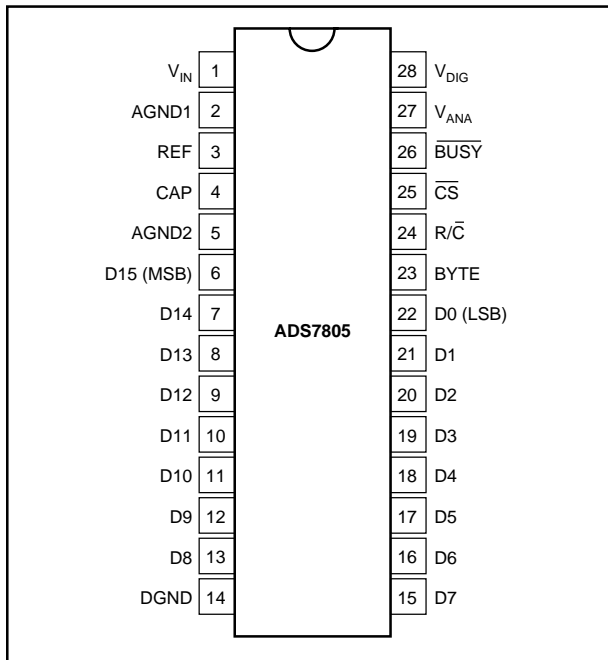 V_IN 1 28 V_DIG
AGND1 2 27 V_ANA
REF 3 26 B̅U̅S̅Y̅
CAP 4 25 C̅S̅
AGND2 5 24 R/C̅
D15 (MSB) 6 23 BYTE
D14 7 22 D0 (LSB)
ADS7805
D13 8 21 D1
D12 9 20 D2
D11 10 19 D3
D10 11 18 D4
D9 12 17 D5
D8 13 16 D6
DGND 14 15 D7